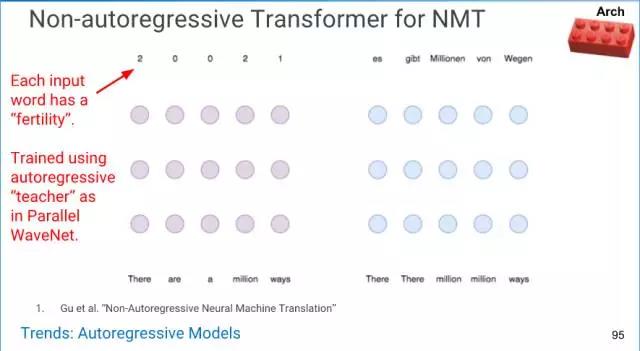 Non-autoregressive Transformer for NMT
Arch
2 0 0 2 1
es gibt Millionen von Wegen
Each input
word has a
“fertility”.
Trained using
autoregressive
“teacher” as
in Parallel
WaveNet.
There are a million ways
There There million million ways
1. Gu et al. “Non-Autoregressive Neural Machine Translation”
Trends: Autoregressive Models
95